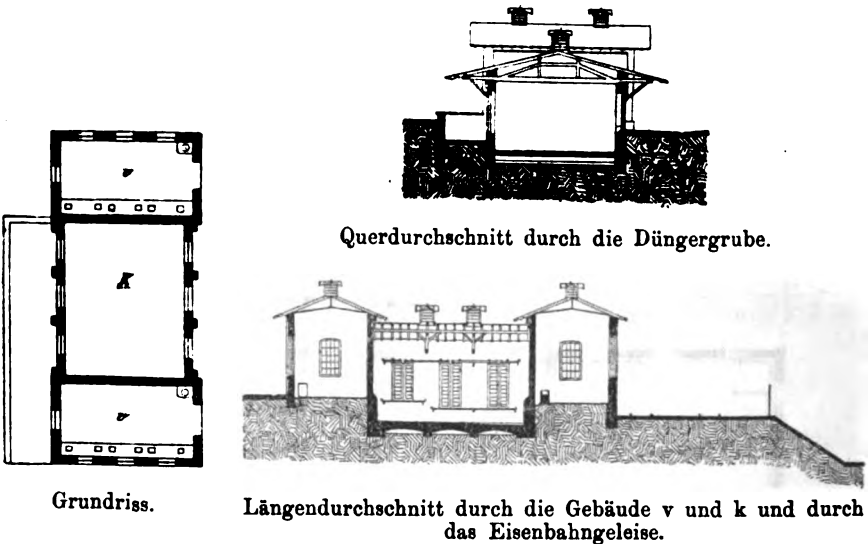 v
K
v
Grundriss.
Querdurchschnitt durch die Düngergrube.
Längendurchschnitt durch die Gebäude v und k und durch
das Eisenbahngeleise.